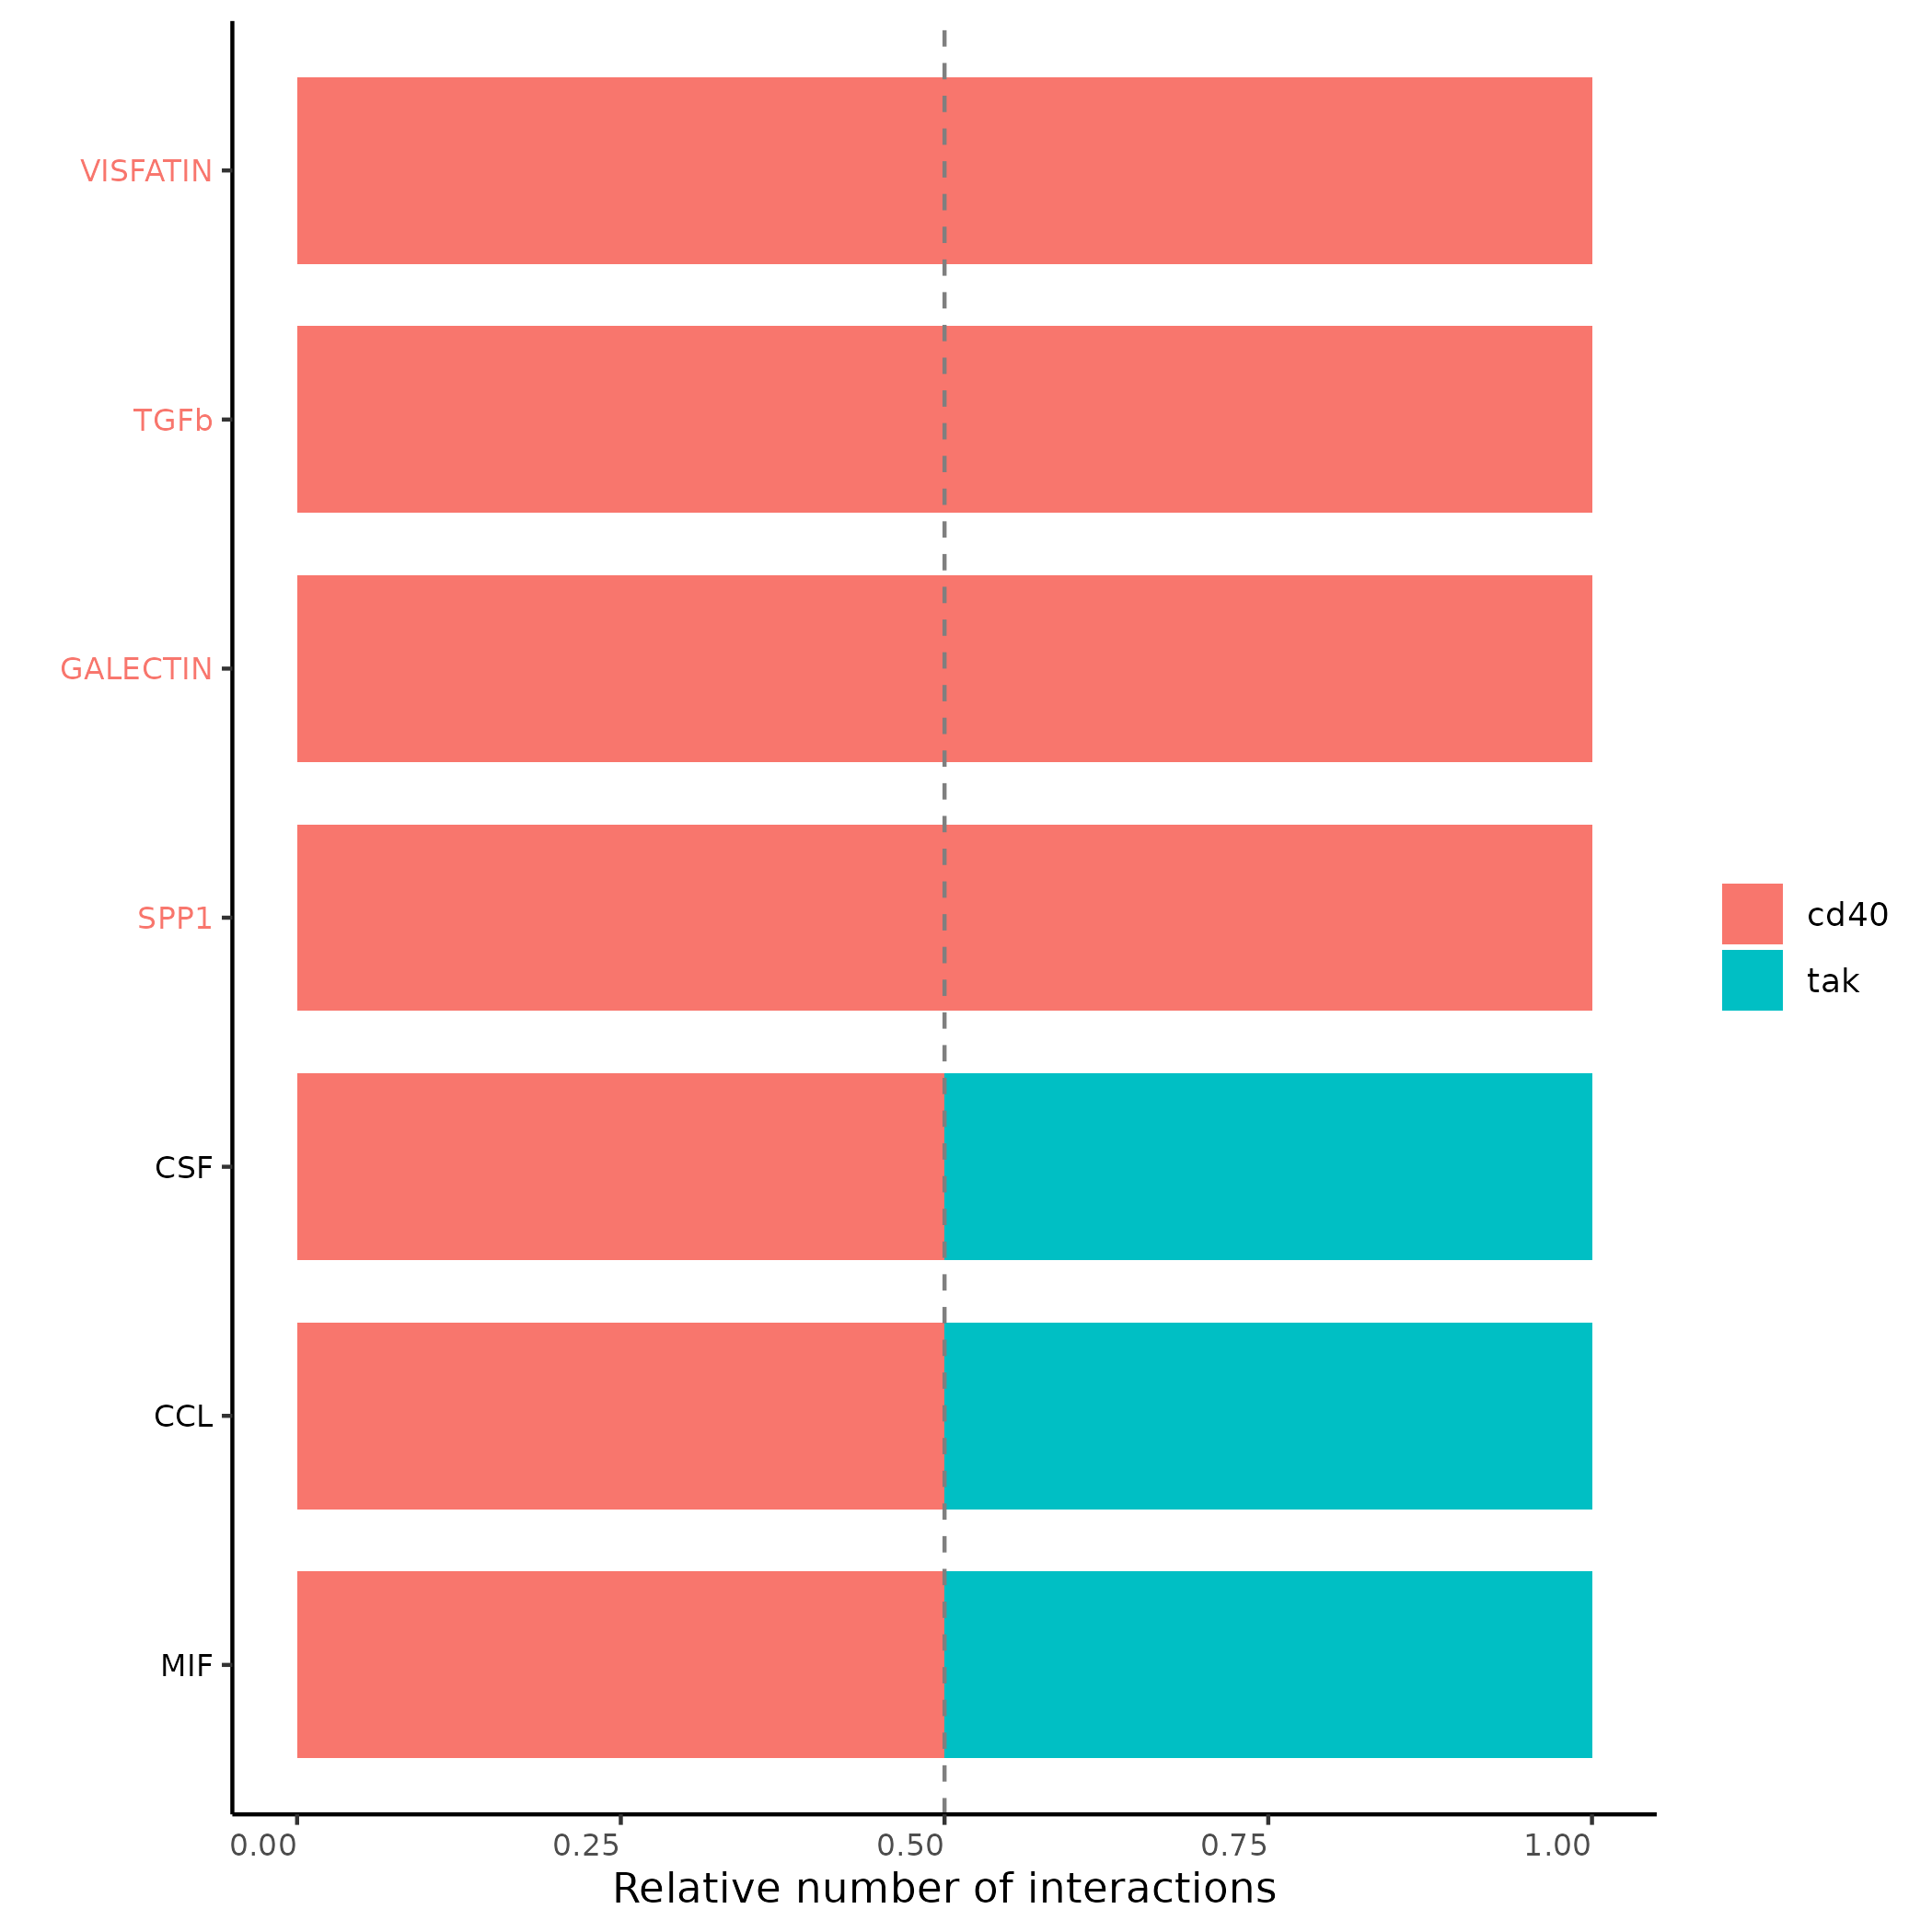 VISFATIN
TGFb
GALECTIN
SPP1
CSF
CCL
MIF
cd40
tak
0.00 0.25 0.50 0.75 1.00
Relative number of interactions